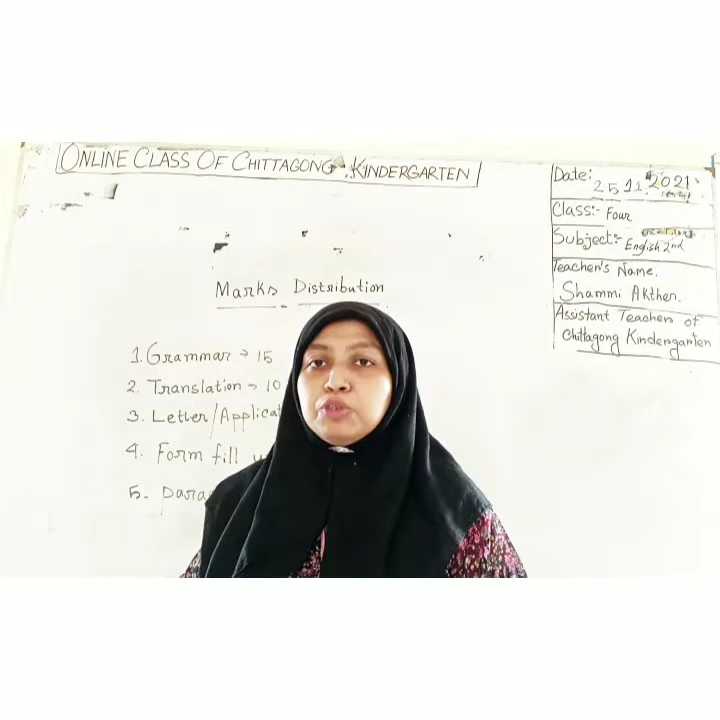 ONLINE CLASS OF CHITTAGONG KINDERGARTEN
Date: 25 11 2021
Class:- Four
Subject:- English 2nd
Teacher's Name.
Shammi Akther.
Assistant Teacher of
Chittagong Kindergarten
Marks Distribution
1. Grammar → 15
2. Translation → 10
3. Letter/Applicat
4. Form fill
5. Para